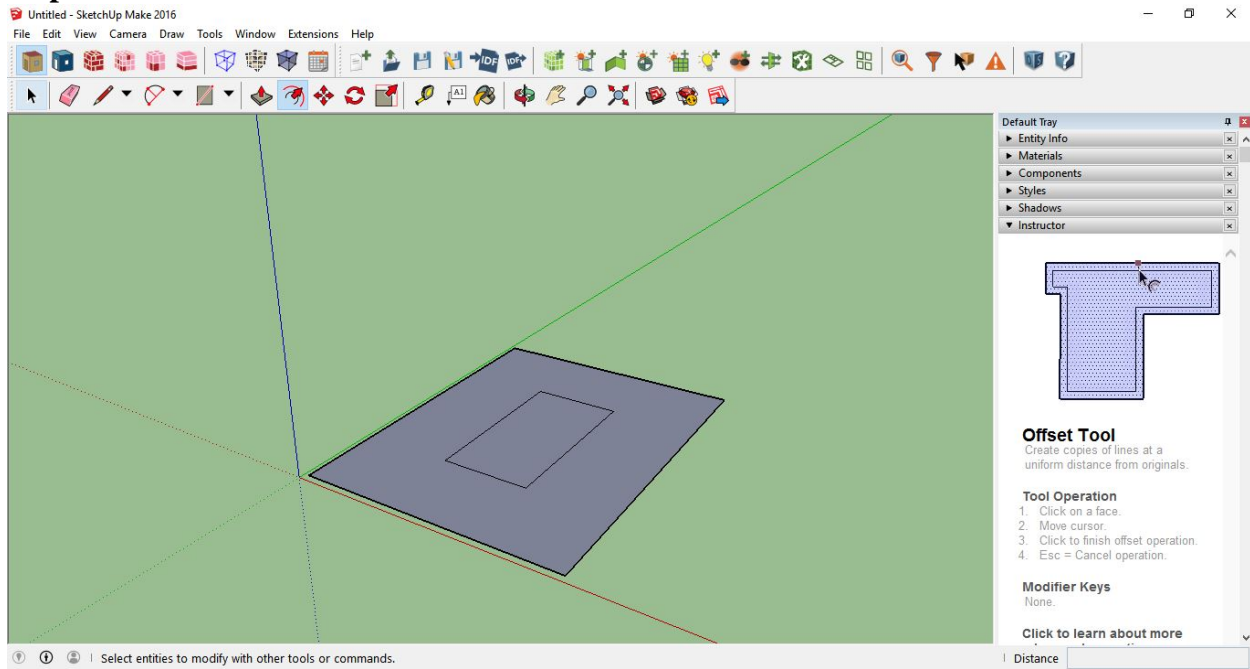 Untitled - SketchUp Make 2016
File Edit View Camera Draw Tools Window Extensions Help
IDF IDF
A1
Default Tray
Entity Info
Materials
Components
Styles
Shadows
Instructor
Offset Tool
Create copies of lines at a
uniform distance from originals.
Tool Operation
1. Click on a face.
2. Move cursor.
3. Click to finish offset operation.
4. Esc = Cancel operation.
Modifier Keys
None.
Click to learn about more
Select entities to modify with other tools or commands.
Distance